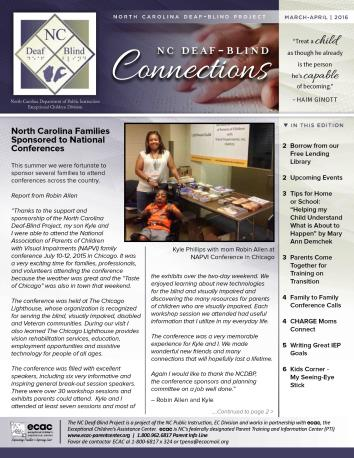 NORTH CAROLINA DEAF-BLIND PROJECT
MARCH-APRIL | 2016
NC
Deaf Blind
North Carolina Department of Public Instruction
Exceptional Children Division
NC DEAF-BLIND
Connections
"Treat a child
as though he already
is the person
he's capable
of becoming."
~ HAIM GINOTT
North Carolina Families
Sponsored to National
Conferences
This summer we were fortunate to
sponsor several families to attend
conferences across the country.
Report from Robin Allen
"Thanks to the support and
sponsorship of the North Carolina
Deaf-Blind Project, my son Kyle and
I were able to attend the National
Association of Parents of Children
with Visual Impairments (NAPVI) family
conference July 10-12, 2015 in Chicago. It was
a very exciting time for families, professionals,
and volunteers attending the conference
because the weather was great and the "Taste
of Chicago" was also in town that weekend.
The conference was held at The Chicago
Lighthouse, whose organization is recognized
for serving the blind, visually impaired, disabled
and Veteran communities. During our visit I
also learned The Chicago Lighthouse provides
vision rehabilitation services, education,
employment opportunities and assistive
technology for people of all ages.
The conference was filled with excellent
speakers, including six very informative and
inspiring general break-out session speakers.
There were over 30 workshop sessions and
exhibits parents could attend. Kyle and I
attended at least seven sessions and most of
Kyle Phillips with mom Robin Allen at
NAPVI Conference in Chicago
the exhibits over the two-day weekend. We
enjoyed learning about new technologies
for the blind and visually impaired and
discovering the many resources for parents
of children who are visually impaired. Each
workshop session we attended had useful
information that I utilize in my everyday life.
The conference was a very memorable
experience for Kyle and I. We made
wonderful new friends and many
connections that will hopefully last a lifetime.
Again I would like to thank the NCDBP,
the conference sponsors and planning
committee on a job well done."
~ Robin and Kyle
...Continued to page 2 >
▼ IN THIS EDITION
2 Borrow from our
Free Lending
Library
2 Upcoming Events
3 Tips for Home
or School:
"Helping my
Child Understand
What is About to
Happen" by Mary
Ann Demchek
3 Parents Come
Together for
Training on
Transition
4 Family to Family
Conference Calls
4 CHARGE Moms
Connect
5 Writing Great IEP
Goals
6 Kids Corner -
My Seeing-Eye
Stick
ecac
The NC Deaf Blind Project is a project of the NC Public Instruction, EC Division and works in partnership with ecac, the
Exceptional Children's Assistance Center. ecac is NC's federally designated Parent Training and Information Center (PTI)
www.ecac-parentcenter.org | 1.800.962.6817 Parent Info Line
Favor de contactar ECAC al 1-800-6817 x 324 or tpena@ecacmail.org